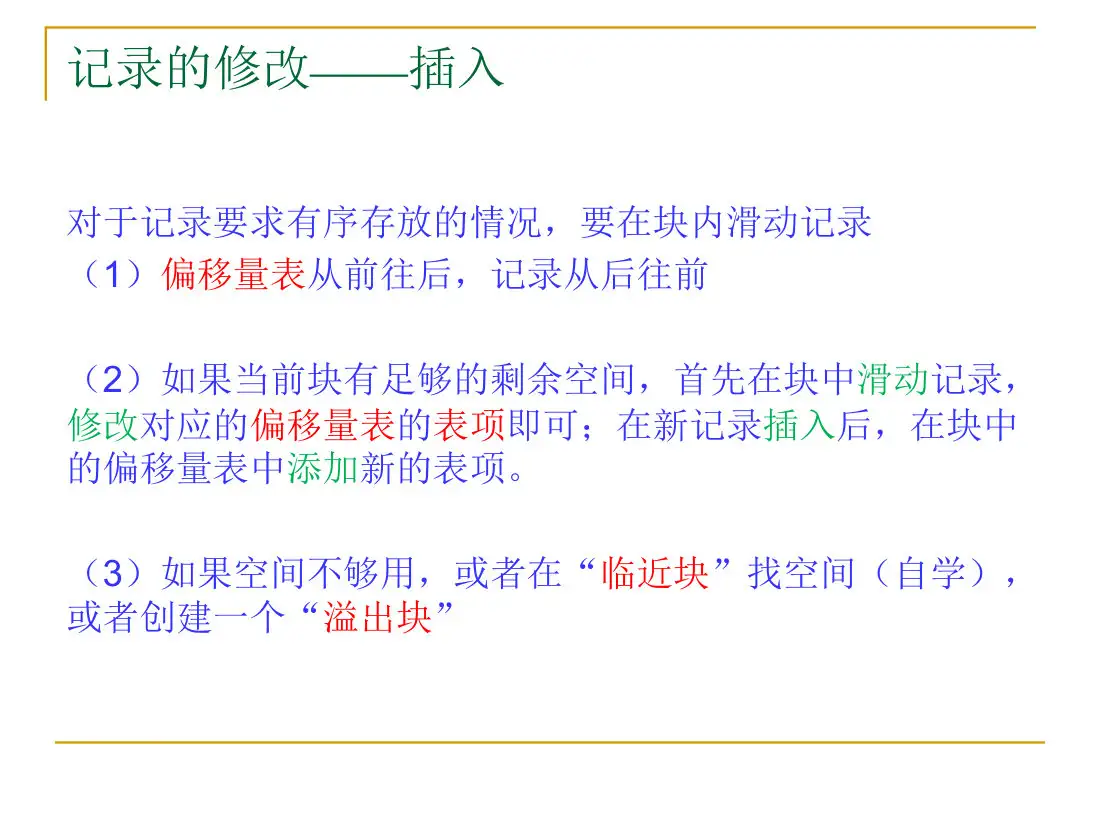 记录的修改——插入
对于记录要求有序存放的情况，要在块内滑动记录
（1）偏移量表从前往后，记录从后往前
（2）如果当前块有足够的剩余空间，首先在块中滑动记录，
修改对应的偏移量表的表项即可；在新记录插入后，在块中
的偏移量表中添加新的表项。
（3）如果空间不够用，或者在“临近块”找空间（自学），
或者创建一个“溢出块”